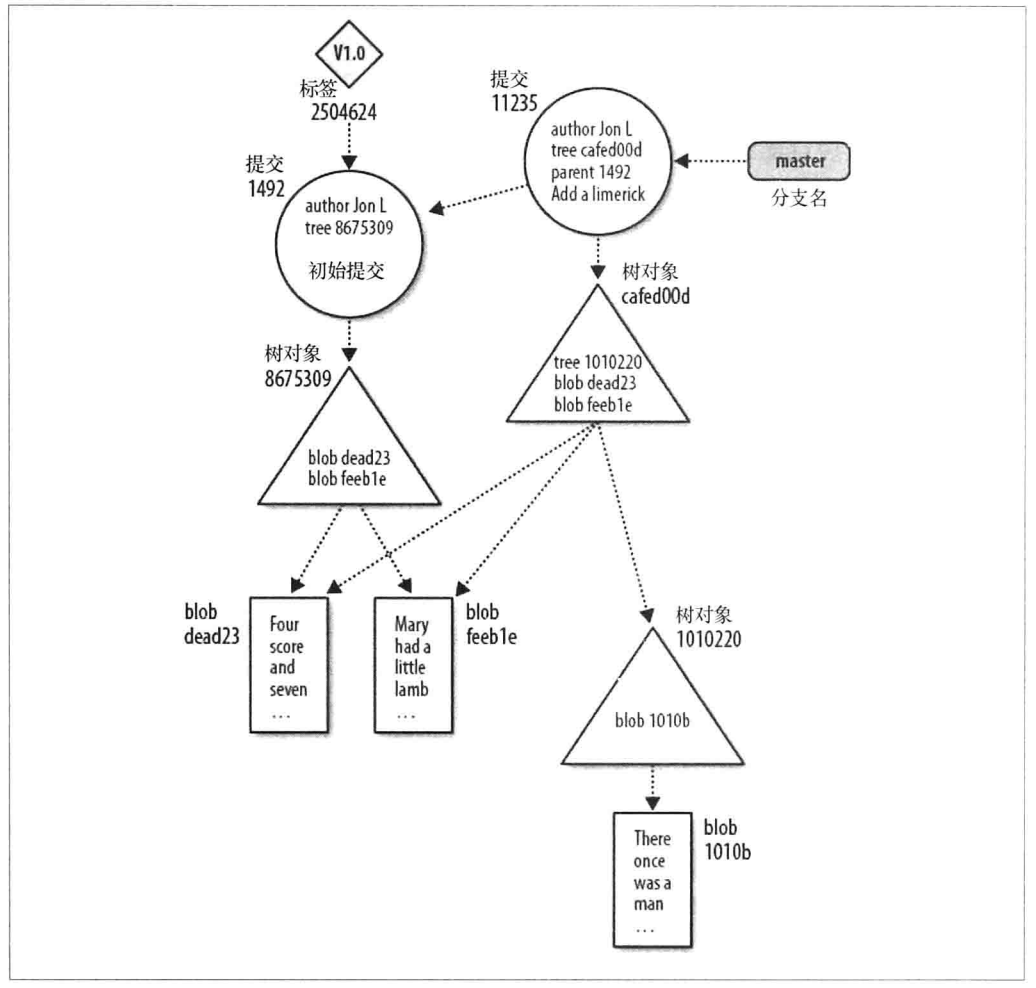 V1.0
标签
2504624
提交
1492
author Jon L
tree 8675309
初始提交
提交
11235
author Jon L
tree cafed00d
parent 1492
Add a limerick
master
分支名
树对象
8675309
blob dead23
blob feeb1e
树对象
cafed00d
tree 1010220
blob dead23
blob feeb1e
blob
dead23
Four
score
and
seven
...
Mary
had a
little
lamb
...
blob
feeb1e
树对象
1010220
blob 1010b
There
once
was a
man
...
blob
1010b